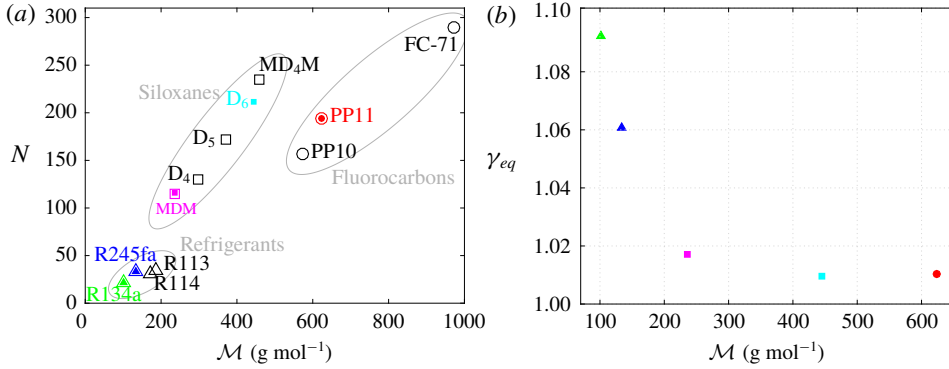 (a)
300
250
200
150
100
50
0
N
FC-71
MD4M
Siloxanes
D6
PP11
D5
PP10
D4
Fluorocarbons
MDM
Refrigerants
R245fa
R113
R114
R134a
0 200 400 600 800 1000
M (g mol−1)
(b)
1.10
1.08
1.06
1.04
1.02
1.00
γeq
100 200 300 400 500 600
M (g mol−1)